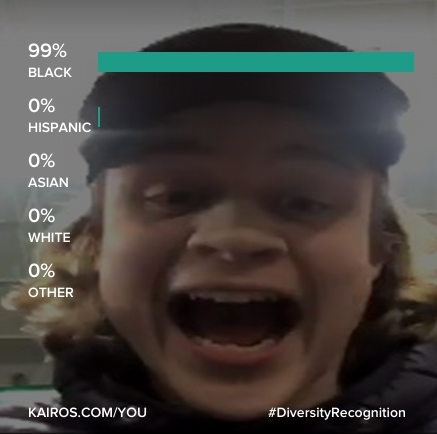 99%
BLACK
0%
HISPANIC
0%
ASIAN
0%
WHITE
0%
OTHER
KAIROS.COM/YOU #DiversityRecognition